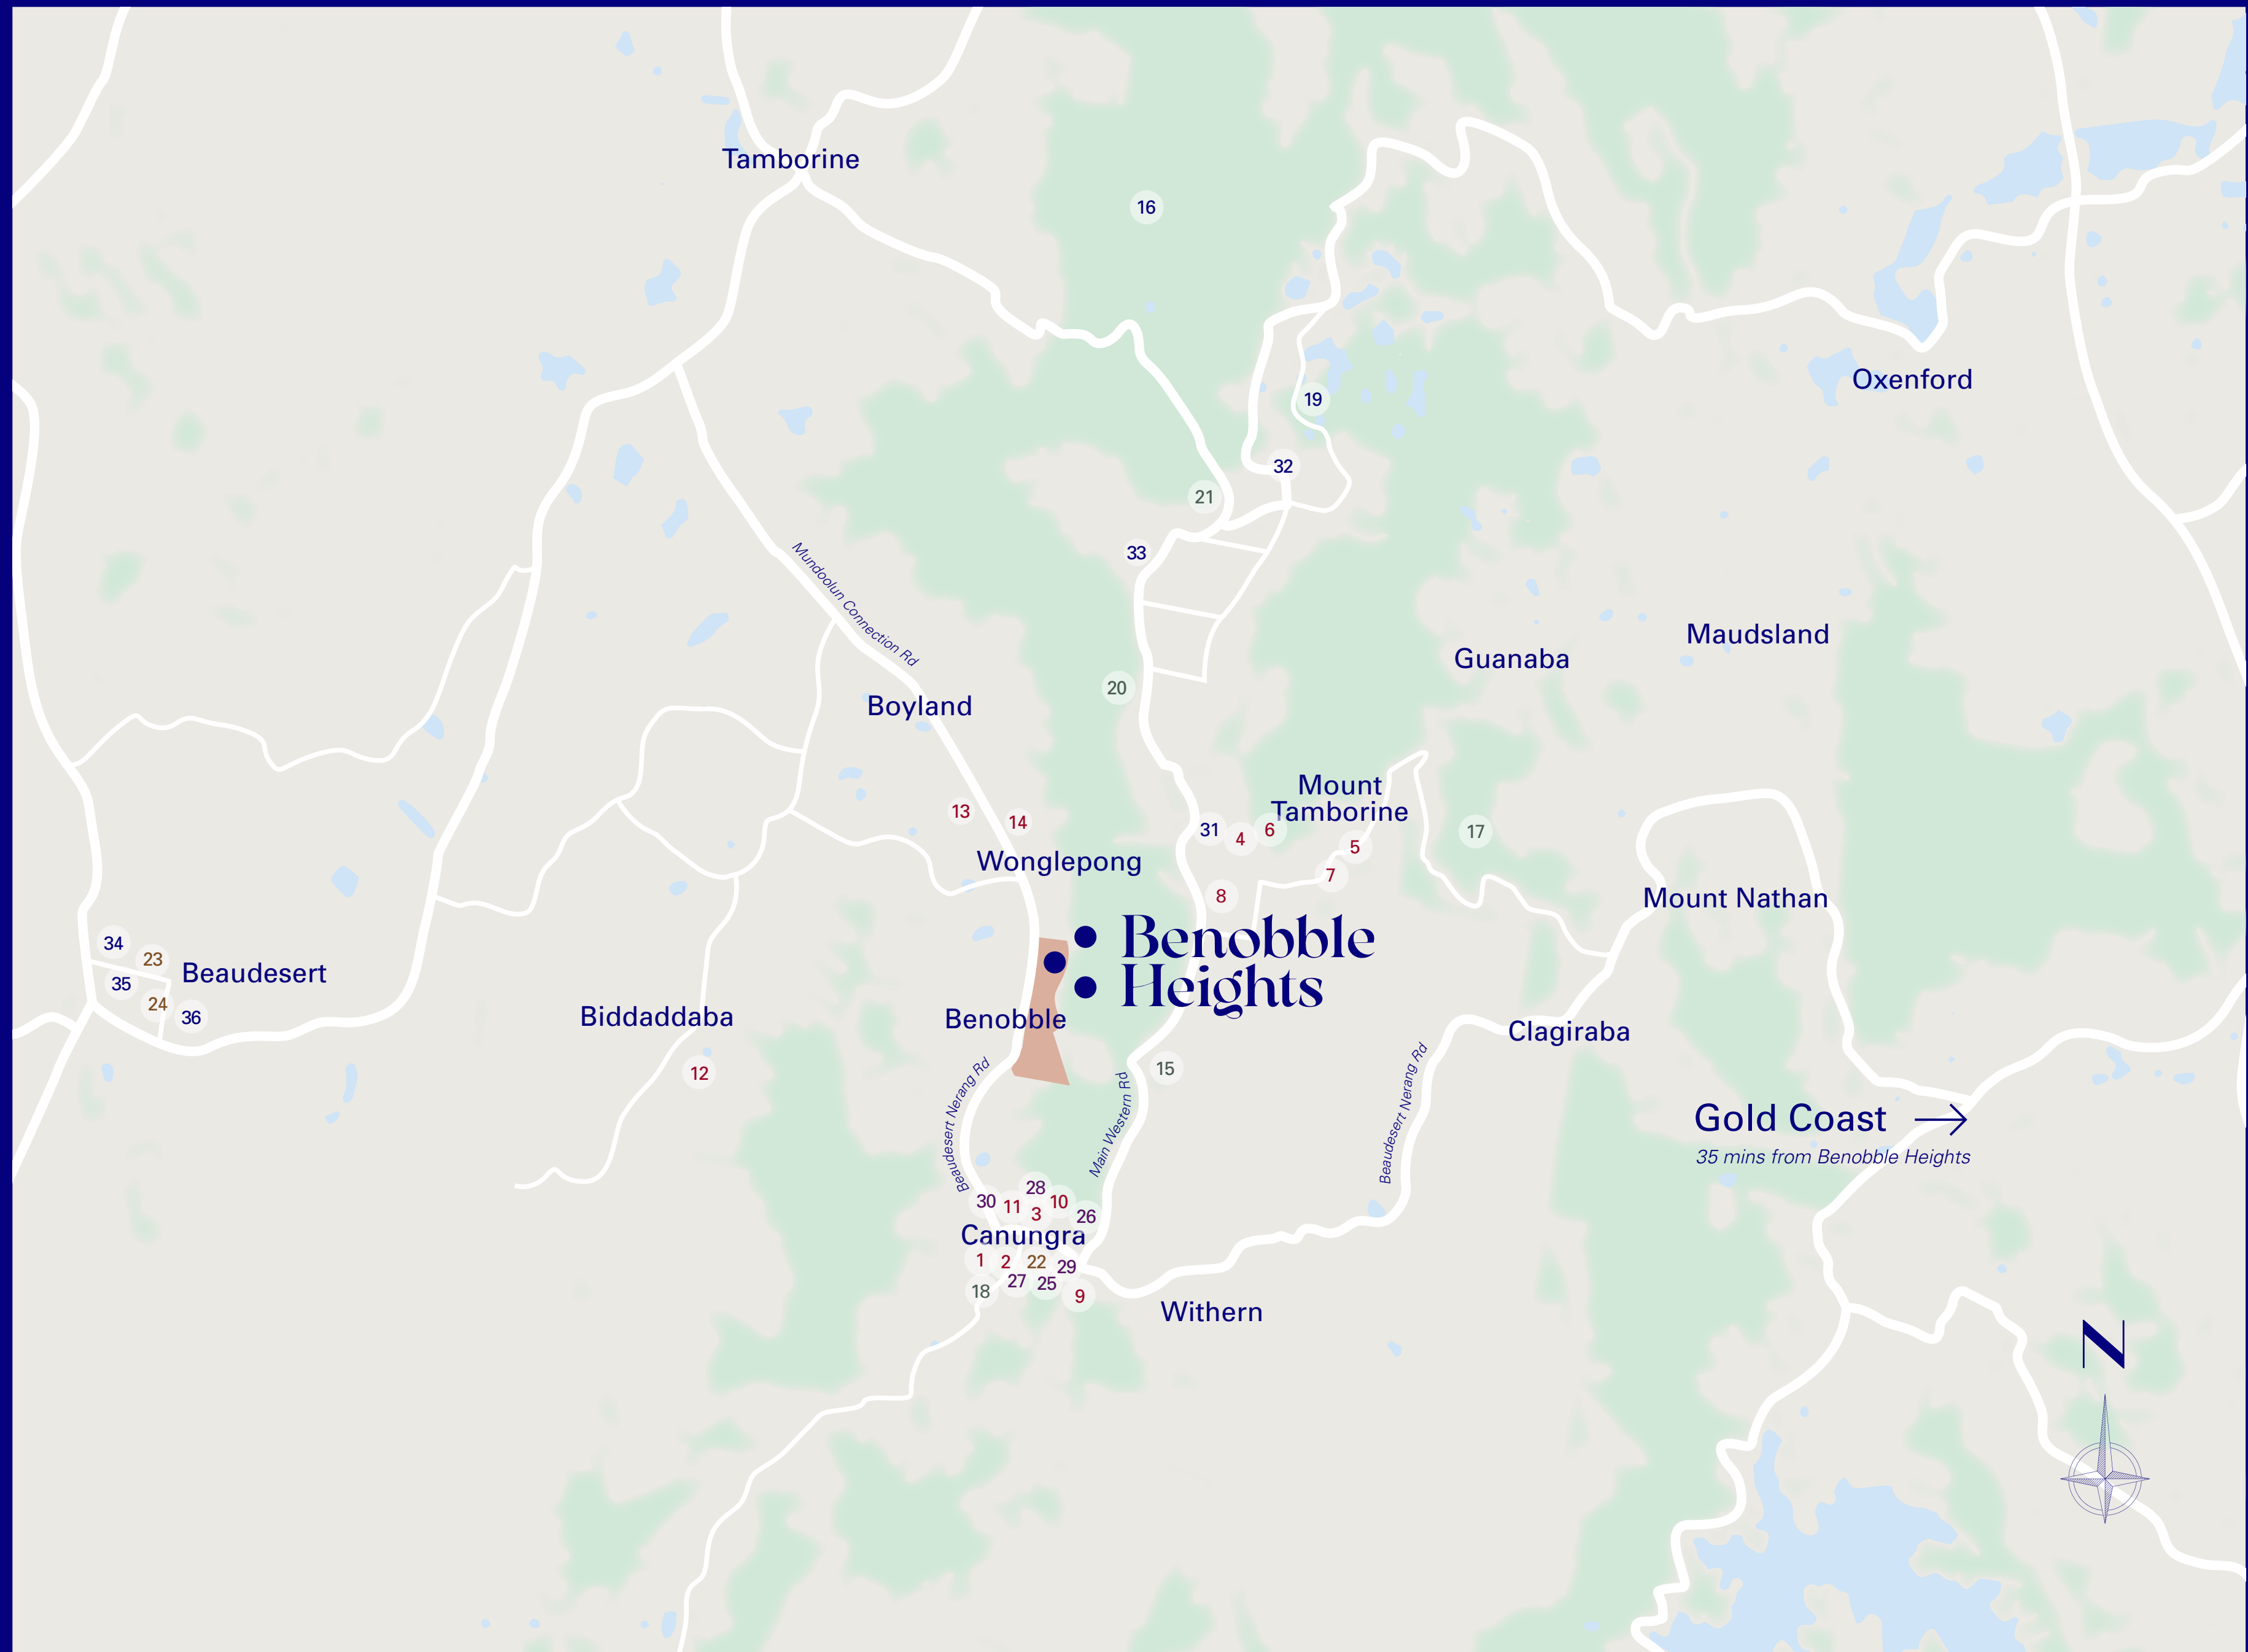 Tamborine
16
19
Oxenford
32
21
33
Mundoolun Connection Rd
Maudsland
Guanaba
20
Boyland
Mount
Tamborine
13
14
31
4
6
5
17
Wonglepong
7
8
Mount Nathan
Benobble
Heights
34
23
Beaudesert
35
24
36
Biddaddaba
Benobble
Clagiraba
12
15
Beaudesert Nerang Rd
Main Western Rd
Beaudesert Nerang Rd
Gold Coast
35 mins from Benobble Heights
28
30
11
10
3
26
Canungra
1
2
22
29
27
25
18
9
Withern
N